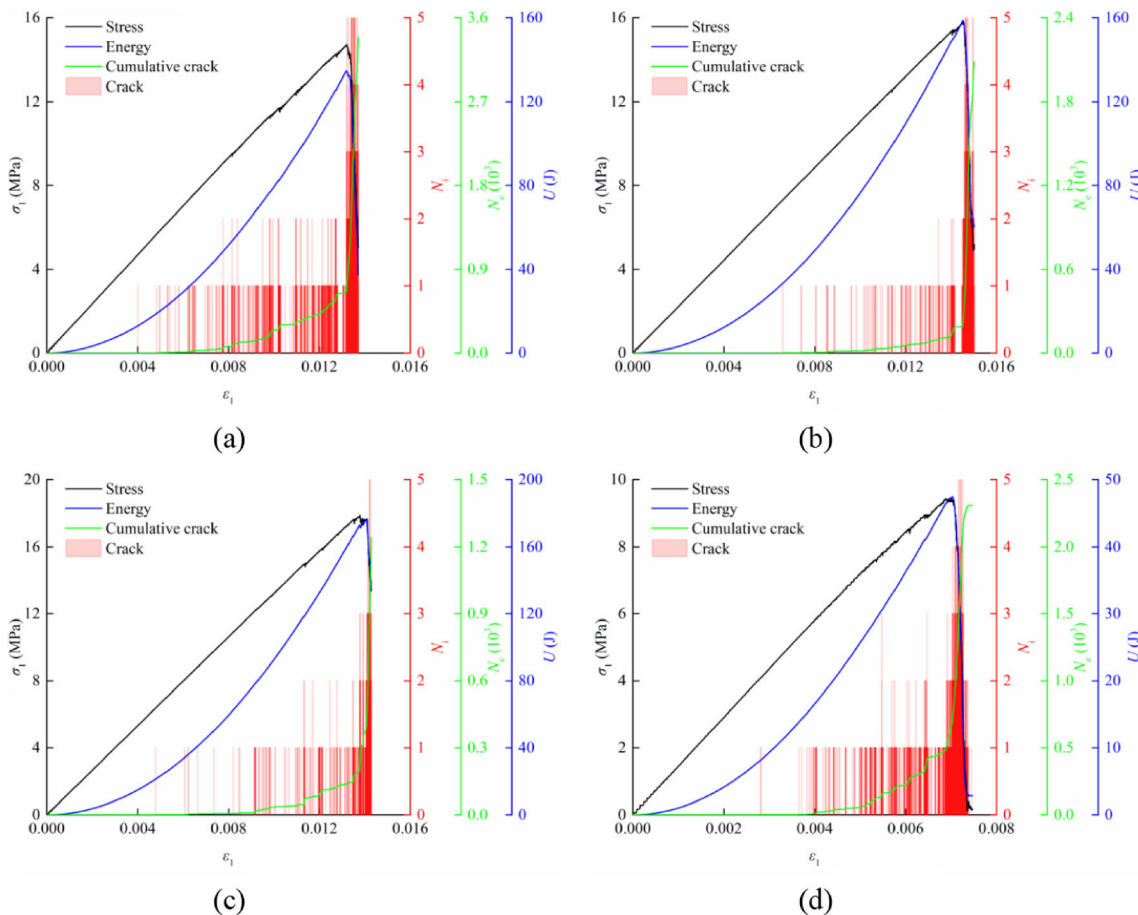 16
12
8
4
0
σ₁ (MPa)
Stress
Energy
Cumulative crack
Crack
0.000
0.004
0.008
0.012
0.016
ε₁
5
4
3
2
1
0
Nᵢ
3.6
2.7
1.8
0.9
0.0
N_c (10³)
160
120
80
40
0
U (J)
(a)
16
12
8
4
0
σ₁ (MPa)
Stress
Energy
Cumulative crack
Crack
0.000
0.004
0.008
0.012
0.016
ε₁
5
4
3
2
1
0
Nᵢ
2.4
1.8
1.2
0.6
0.0
N_c (10³)
160
120
80
40
0
U (J)
(b)
20
16
12
8
4
0
σ₁ (MPa)
Stress
Energy
Cumulative crack
Crack
0.000
0.004
0.008
0.012
0.016
ε₁
5
4
3
2
1
0
Nᵢ
1.5
1.2
0.9
0.6
0.3
0.0
N_c (10³)
200
160
120
80
40
0
U (J)
(c)
10
8
6
4
2
0
σ₁ (MPa)
Stress
Energy
Cumulative crack
Crack
0.000
0.002
0.004
0.006
0.008
ε₁
5
4
3
2
1
0
Nᵢ
2.5
2.0
1.5
1.0
0.5
0.0
N_c (10³)
50
40
30
20
10
0
U (J)
(d)